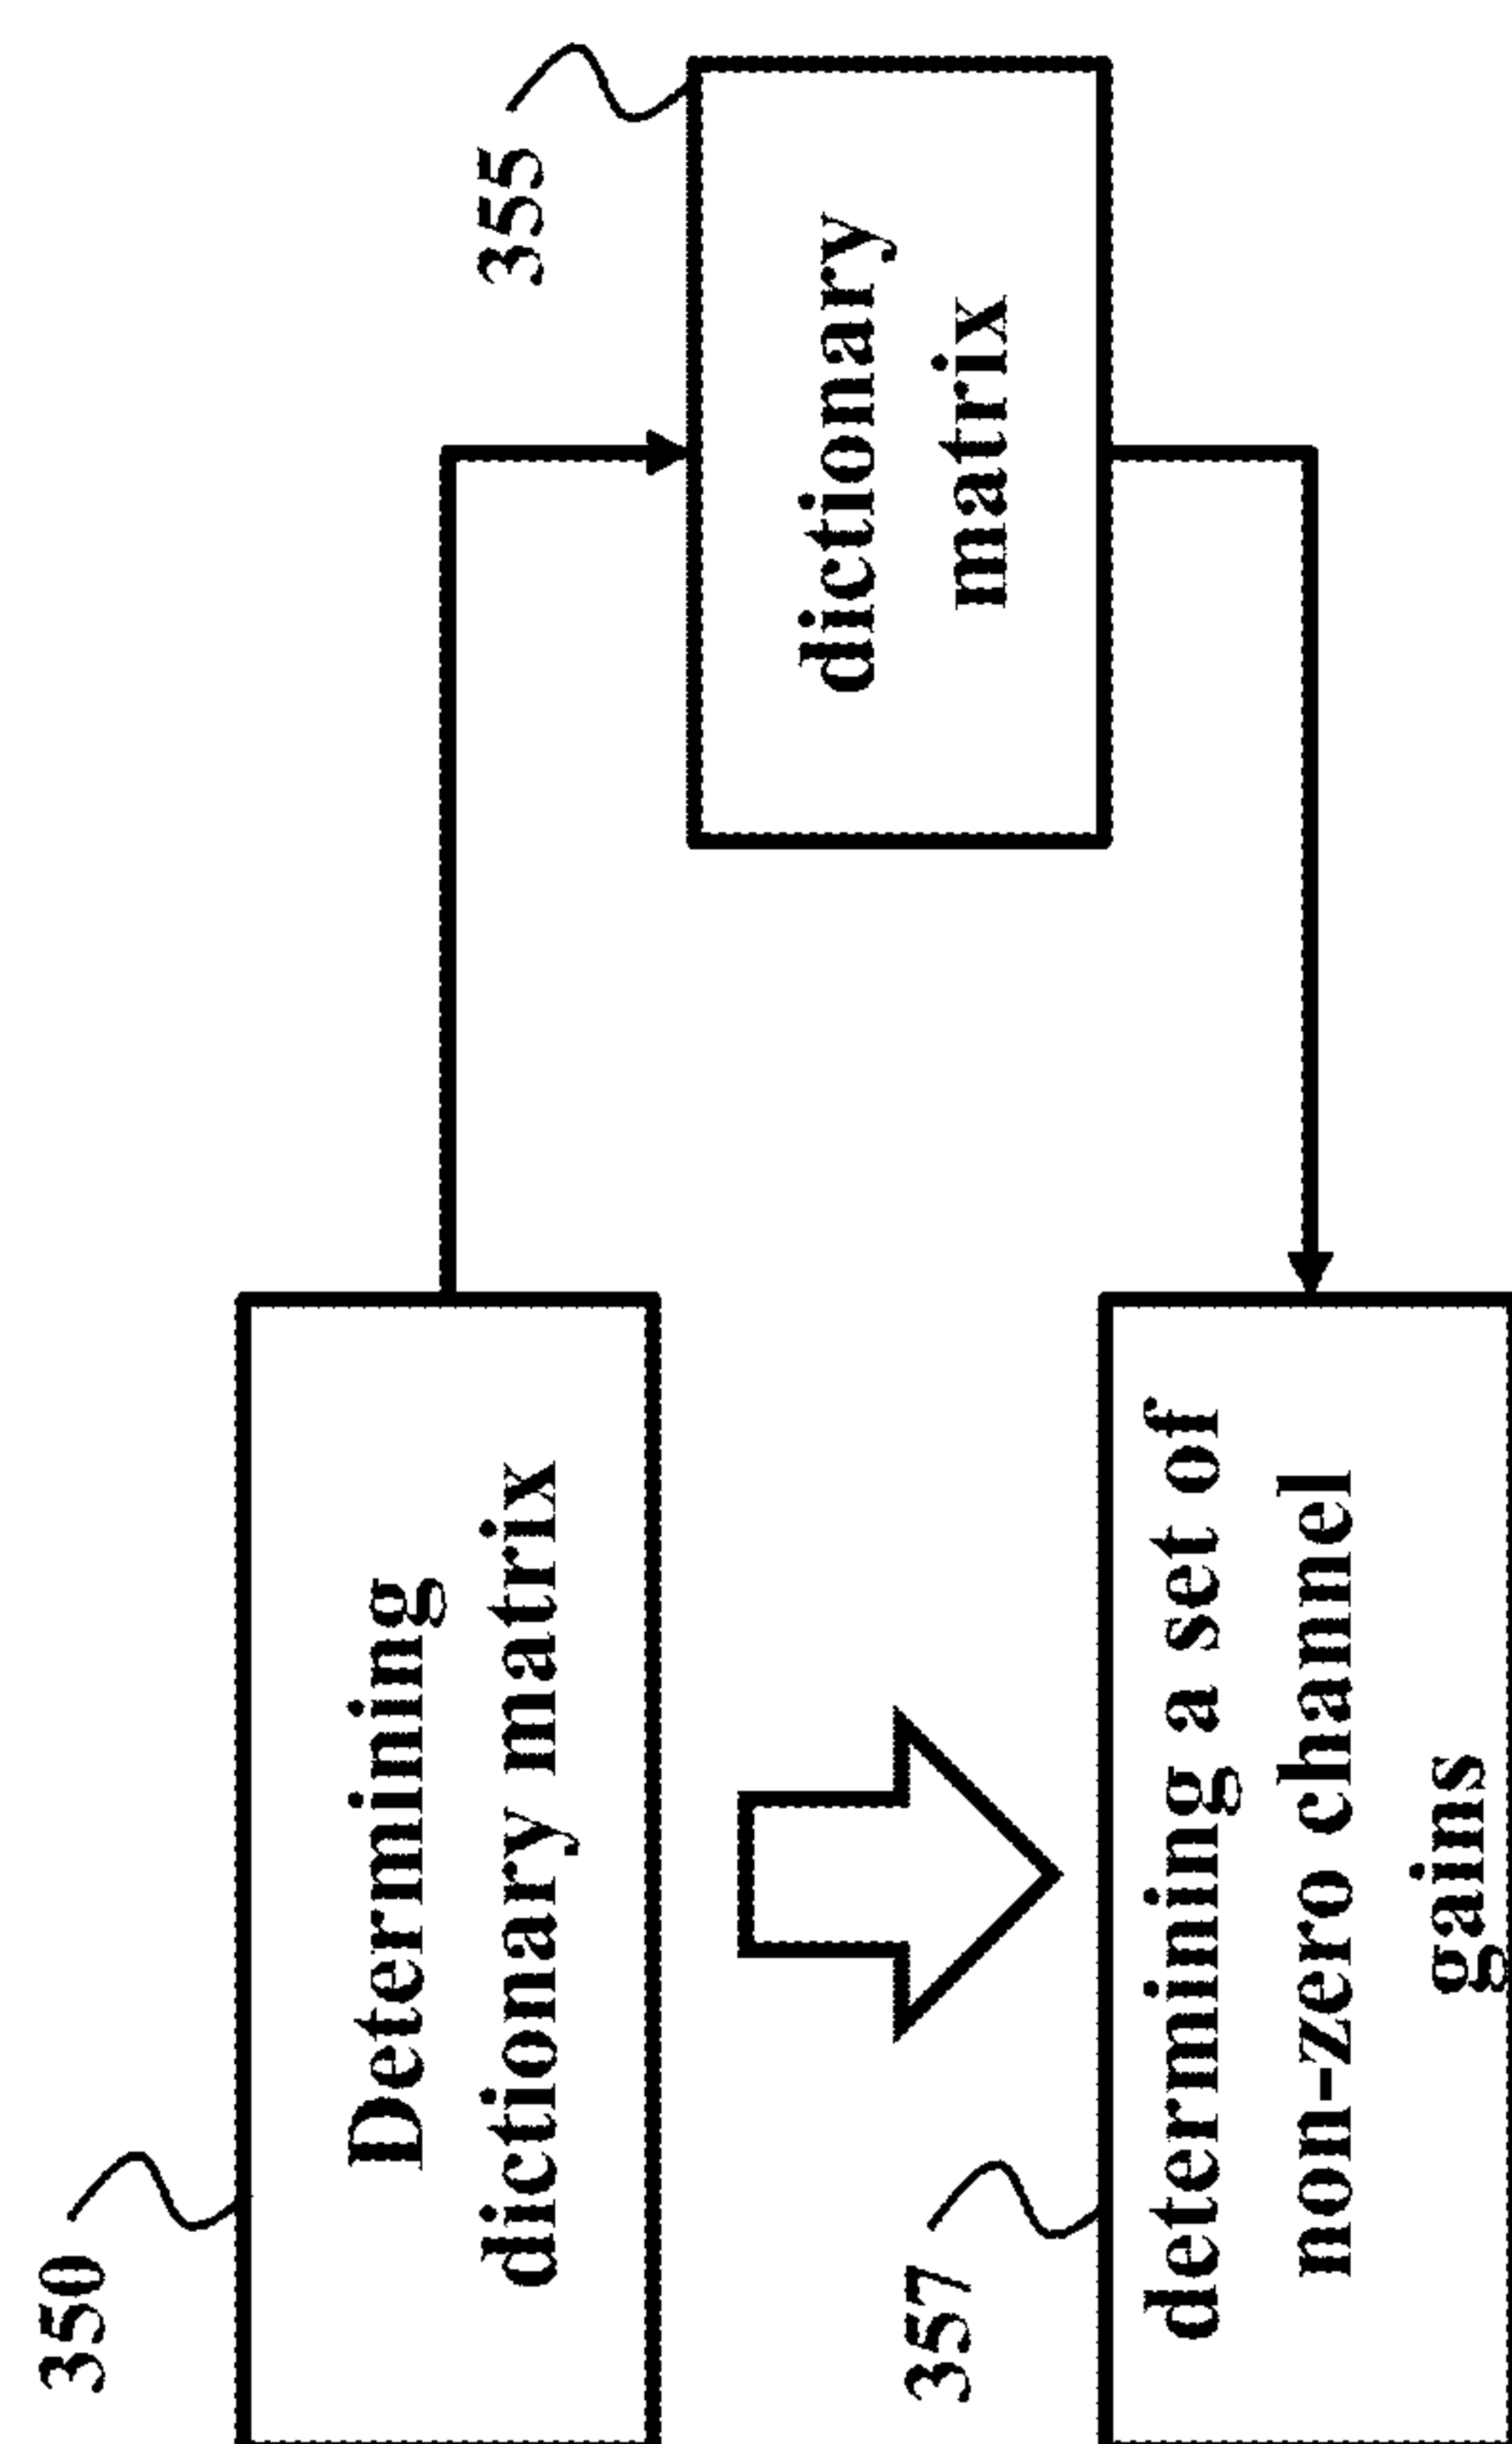 350
Determining
dictionary matrix
355
dictionary
matrix
357
determining a set of
non-zero channel
gains